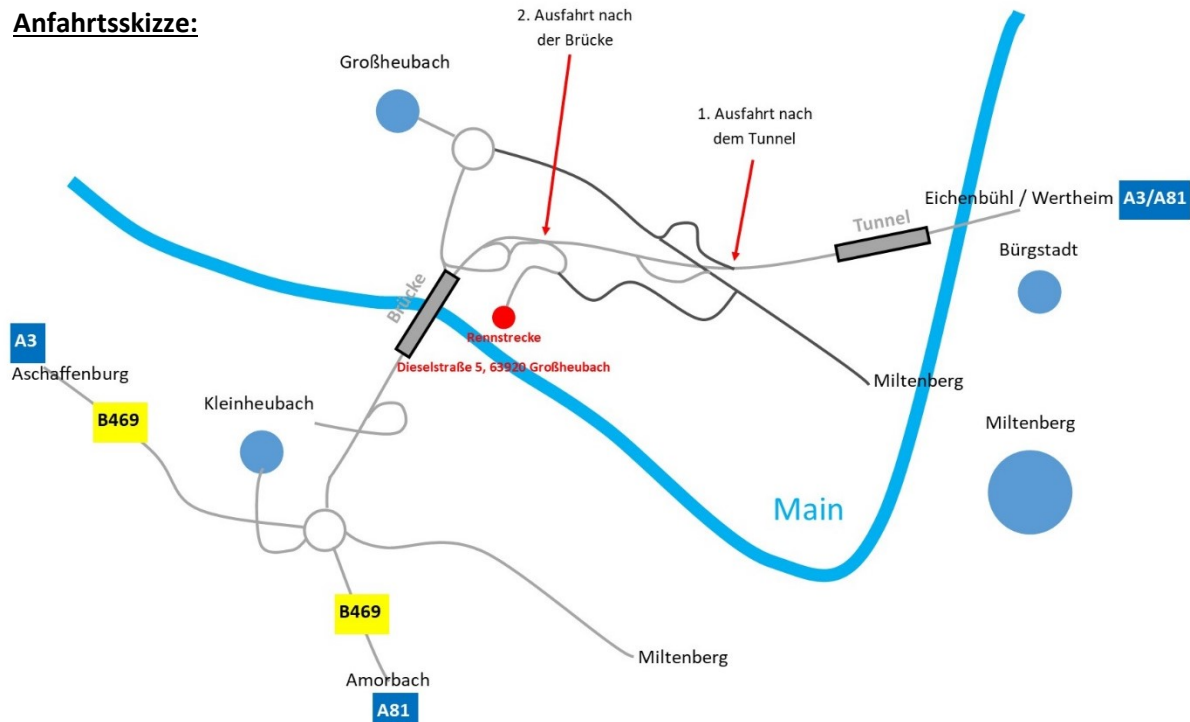 Anfahrtsskizze:
2. Ausfahrt nach
der Brücke
Großheubach
1. Ausfahrt nach
dem Tunnel
Eichenbühl / Wertheim A3/A81
Tunnel
Bürgstadt
Brücke
Rennstrecke
Dieselstraße 5, 63920 Großheubach
A3
Aschaffenburg
Miltenberg
Kleinheubach
B469
Miltenberg
Main
B469
Miltenberg
Amorbach
A81